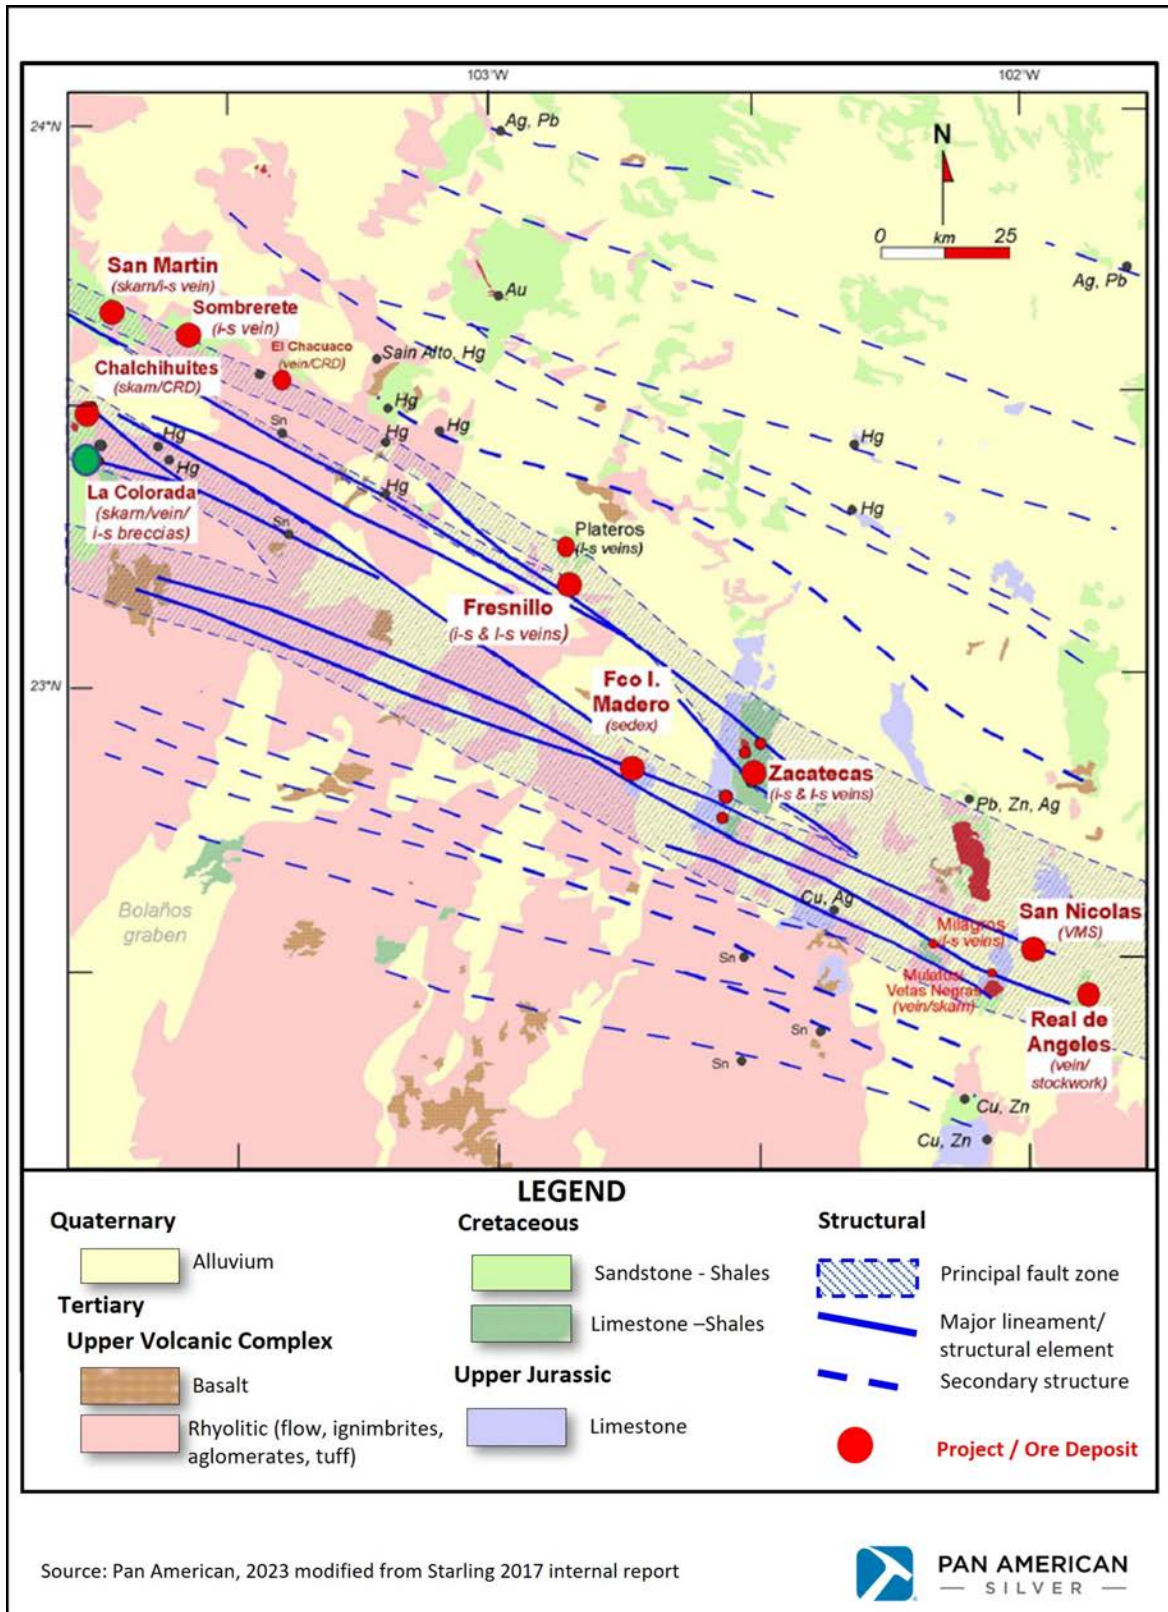 103°W
102°W
24°N
Ag, Pb
N
0 km 25
Ag, Pb
San Martin
(skarn/i-s vein)
Sombrerete
(i-s vein)
Au
El Chacuaco
(vein/CRD)
Sain Alto, Hg
Chalchihuites
(skarn/CRD)
Hg
Hg
Sn
Hg
Hg
Hg
Hg
Hg
Hg
La Colorada
(skarn/vein/
i-s breccias)
Sn
Plateros
(l-s veins)
Fresnillo
(i-s & l-s veins)
23°N
Fco I.
Madero
(sedex)
Zacatecas
(i-s & l-s veins)
Pb, Zn, Ag
Cu, Ag
Bolaños
graben
San Nicolas
(VMS)
Milagros
(l-s veins)
Sn
Mulatos/
Vetas Negras
(vein/skarn)
Real de
Angeles
(vein/
stockwork)
Sn
Sn
Cu, Zn
Cu, Zn
LEGEND
Quaternary
Alluvium
Tertiary
Upper Volcanic Complex
Basalt
Rhyolitic (flow, ignimbrites,
aglomerates, tuff)
Cretaceous
Sandstone - Shales
Limestone –Shales
Upper Jurassic
Limestone
Structural
Principal fault zone
Major lineament/
structural element
Secondary structure
Project / Ore Deposit
Source: Pan American, 2023 modified from Starling 2017 internal report
PAN AMERICAN
— SILVER —